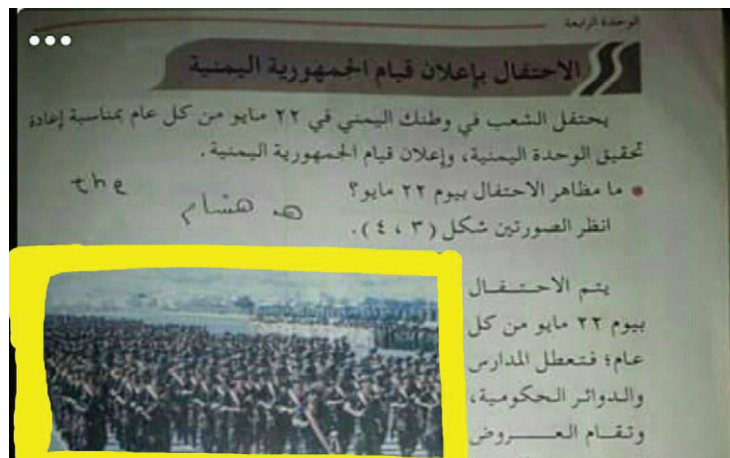 الوحدة الرابعة
الاحتفال بإعلان قيام الجمهورية اليمنية
يحتفل الشعب في وطنك اليمني في ٢٢ مايو من كل عام بمناسبة إعادة
تحقيق الوحدة اليمنية، وإعلان قيام الجمهورية اليمنية.
• ما مظاهر الاحتفال بيوم ٢٢ مايو؟
the
هـ هشام
انظر الصورتين شكل (٣ ، ٤).
يتم الاحتفال
بيوم ٢٢ مايو من كل
عام؛ فتعطل المدارس
والدوائر الحكومية،
وتقام العروض